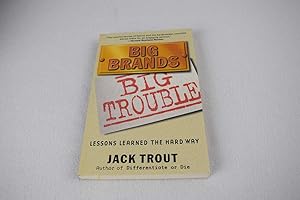 BIG
BRANDS
BIG
TROUBLE
LESSONS LEARNED THE HARD WAY
JACK TROUT
Author of Differentiate or Die